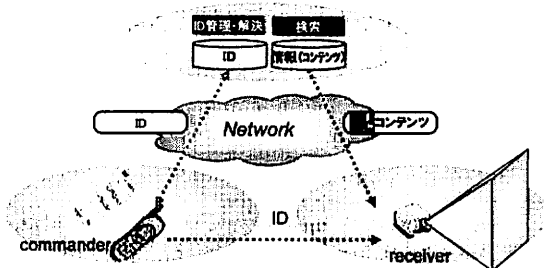 ID管理・解決 検索
ID 情報(コンテンツ)
ID Network コンテンツ
ID
commander receiver